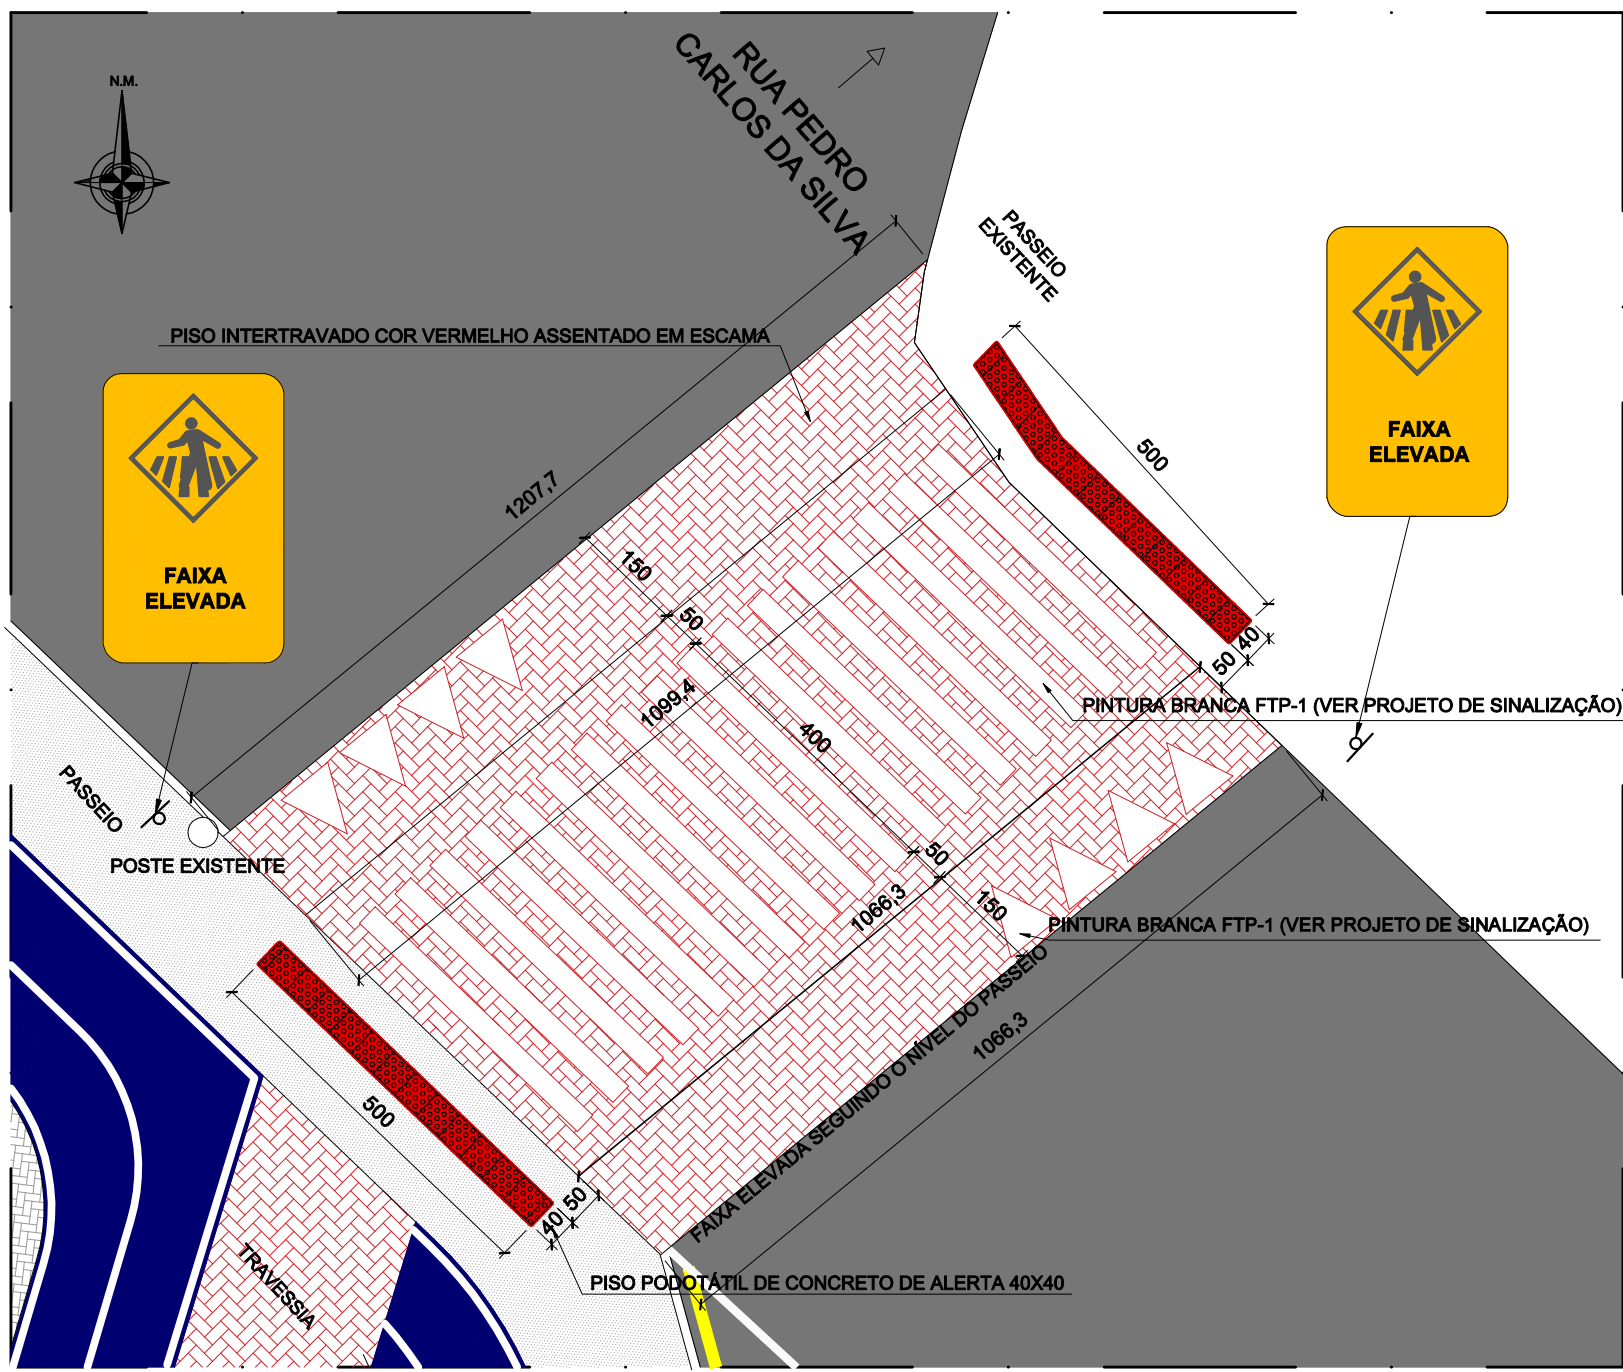 N.M.
RUA PEDRO
CARLOS DA SILVA
PASSEIO
EXISTENTE
PISO INTERTRAVADO COR VERMELHO ASSENTADO EM ESCAMA
FAIXA
ELEVADA
FAIXA
ELEVADA
1207,7
500
150
50
40
50
1099,4
PINTURA BRANCA FTP-1 (VER PROJETO DE SINALIZAÇÃO)
400
PASSEIO
POSTE EXISTENTE
50
1066,3
150
PINTURA BRANCA FTP-1 (VER PROJETO DE SINALIZAÇÃO)
FAIXA ELEVADA SEGUINDO O NÍVEL DO PASSEIO
1066,3
500
50
40
TRAVESSIA
PISO PODOTÁTIL DE CONCRETO DE ALERTA 40X40